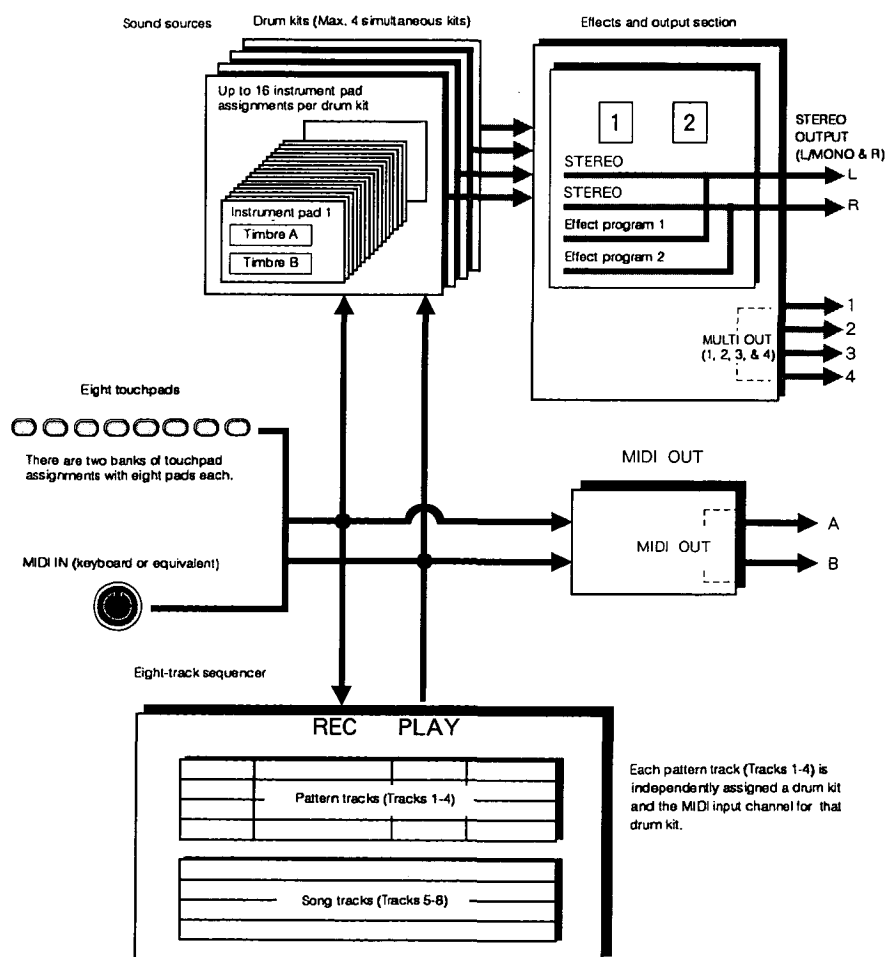 Sound sources
Drum kits (Max. 4 simultaneous kits)
Effects and output section
Up to 16 instrument pad
assignments per drum kit
Instrument pad 1
Timbre A
Timbre B
1
2
STEREO
STEREO
Effect program 1
Effect program 2
STEREO
OUTPUT
(L/MONO & R)
L
R
MULTI OUT
(1, 2, 3, & 4)
1
2
3
4
Eight touchpads
There are two banks of touchpad
assignments with eight pads each.
MIDI IN (keyboard or equivalent)
MIDI OUT
MIDI OUT
A
B
Eight-track sequencer
REC PLAY
Pattern tracks (Tracks 1-4)
Song tracks (Tracks 5-8)
Each pattern track (Tracks 1-4) is
independently assigned a drum kit
and the MIDI input channel for that
drum kit.